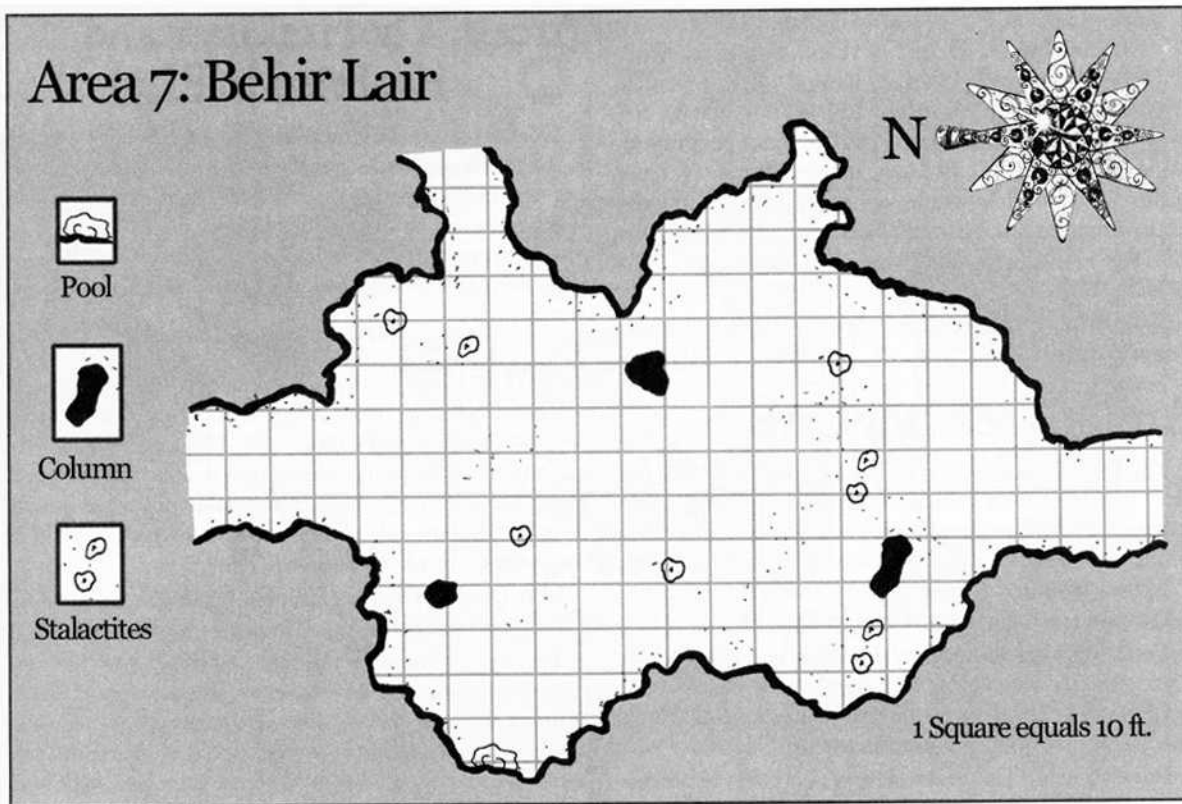 Area 7: Behir Lair
N
Pool
Column
Stalactites
1 Square equals 10 ft.